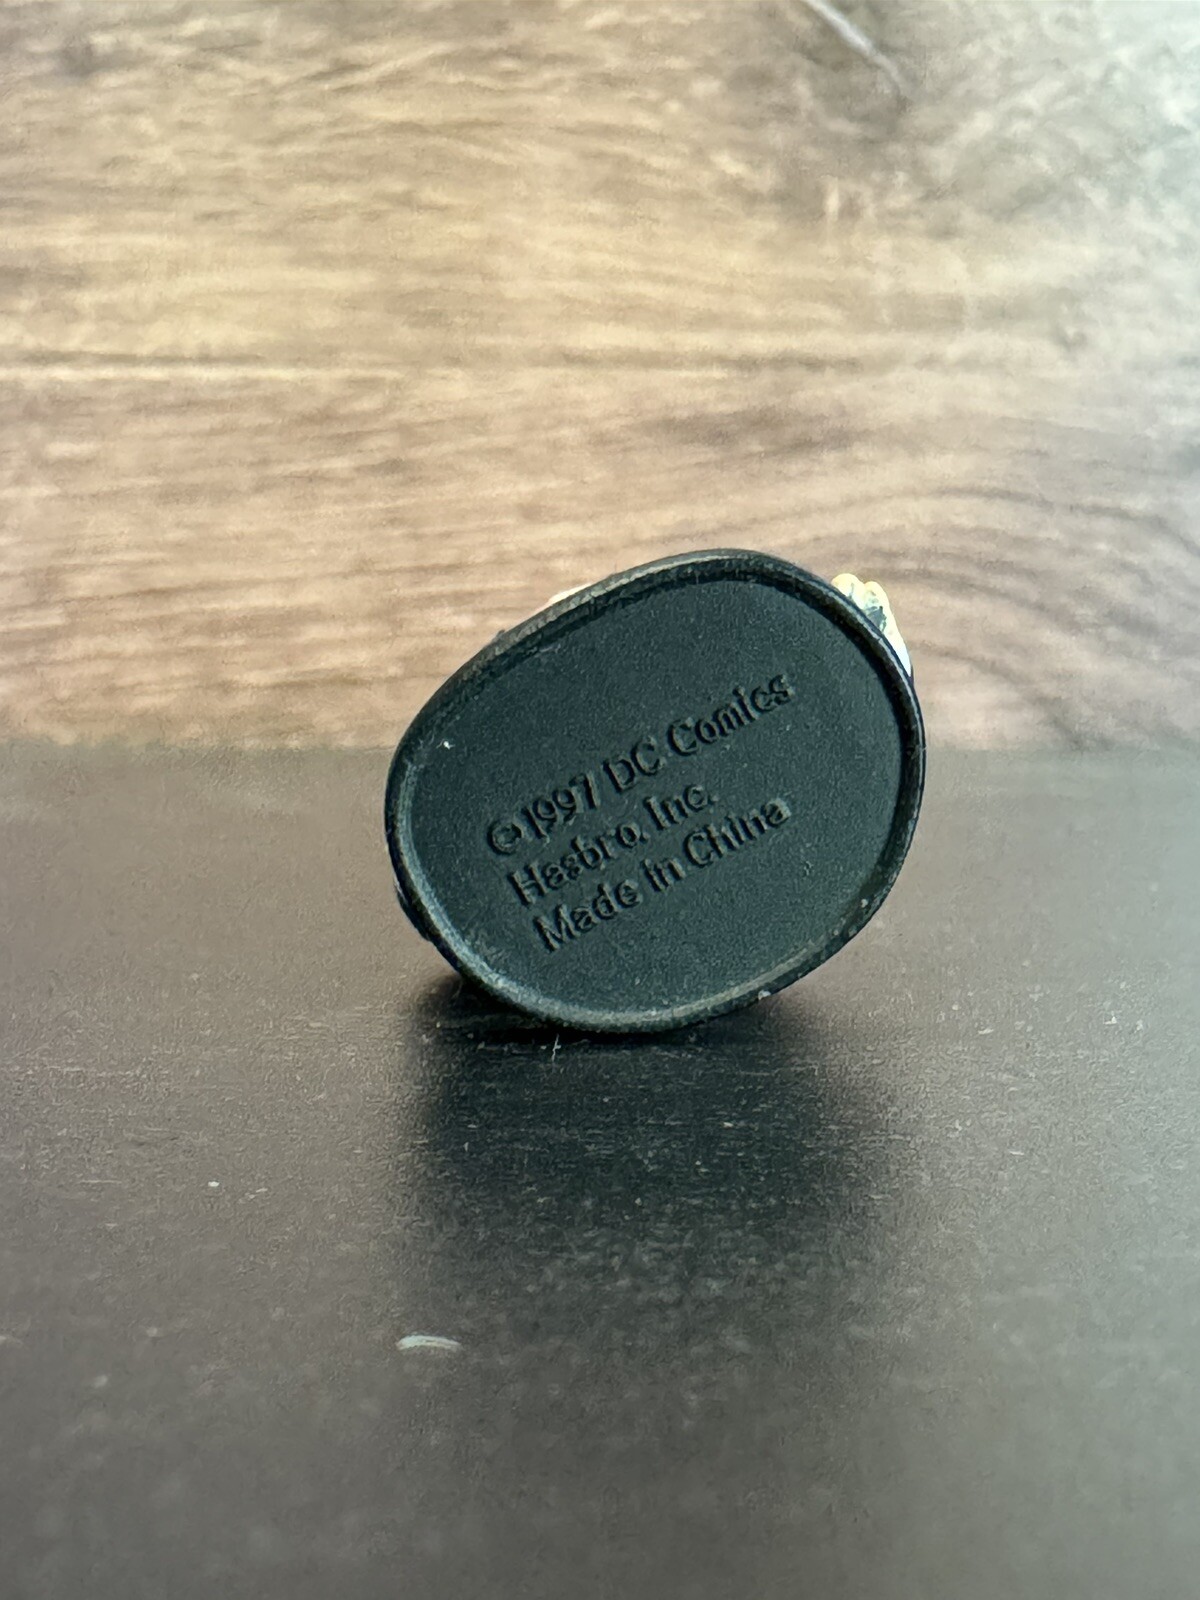 ©1997 DC Comics
Hasbro, Inc.
Made in China